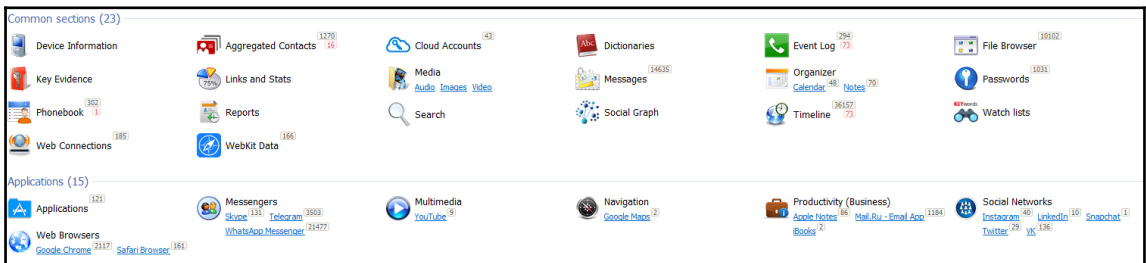 Common sections (23)
Device Information
Aggregated Contacts 1270 16
Cloud Accounts 43
Abc Dictionaries
Event Log 294 73
File Browser 10102
Key Evidence
75% Links and Stats
Media
Audio Images Video
Messages 14635
Organizer
Calendar 48 Notes 70
Passwords 1031
Phonebook 302 1
Reports
Search
Social Graph
Timeline 36157 73
KEYwords Watch lists
Web Connections 185
WebKit Data 166
Applications (15)
Applications 121
Messengers
Skype 131 Telegram 3503
WhatsApp Messenger 21477
Multimedia
YouTube 9
Navigation
Google Maps 2
Productivity (Business)
Apple Notes 86 Mail.Ru - Email App 1184
iBooks 2
Social Networks
Instagram 40 LinkedIn 10 Snapchat 1
Twitter 29 VK 136
Web Browsers
Google Chrome 2117 Safari Browser 161